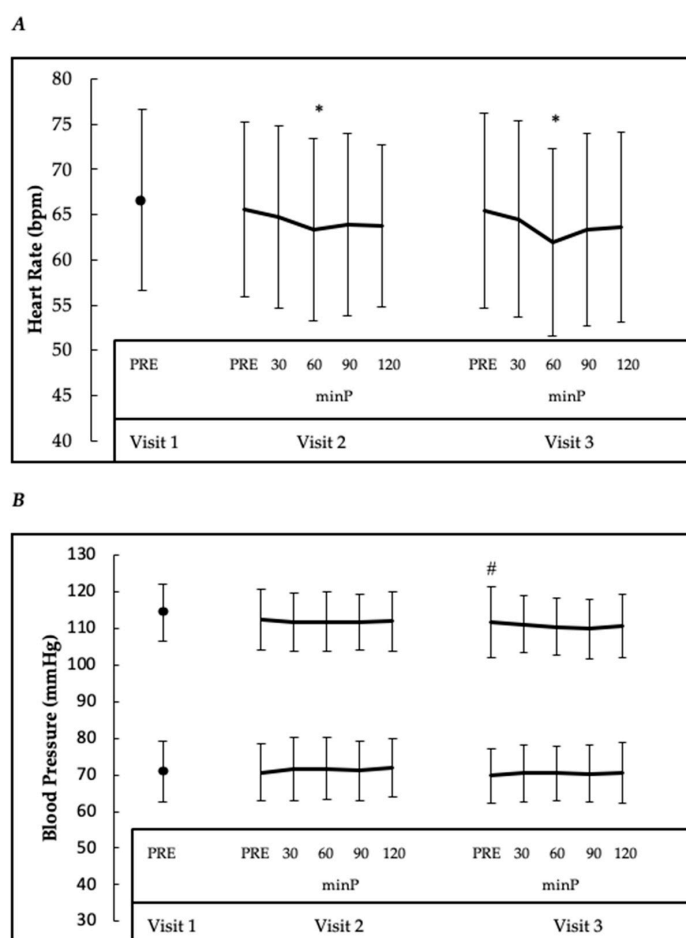 A
80
75
70
65
60
55
50
45
40
Heart Rate (bpm)
*
*
PRE PRE 30 60 90 120 PRE 30 60 90 120
minP minP
Visit 1 Visit 2 Visit 3
B
130
120
110
100
90
80
70
60
50
40
30
Blood Pressure (mmHg)
#
PRE PRE 30 60 90 120 PRE 30 60 90 120
minP minP
Visit 1 Visit 2 Visit 3